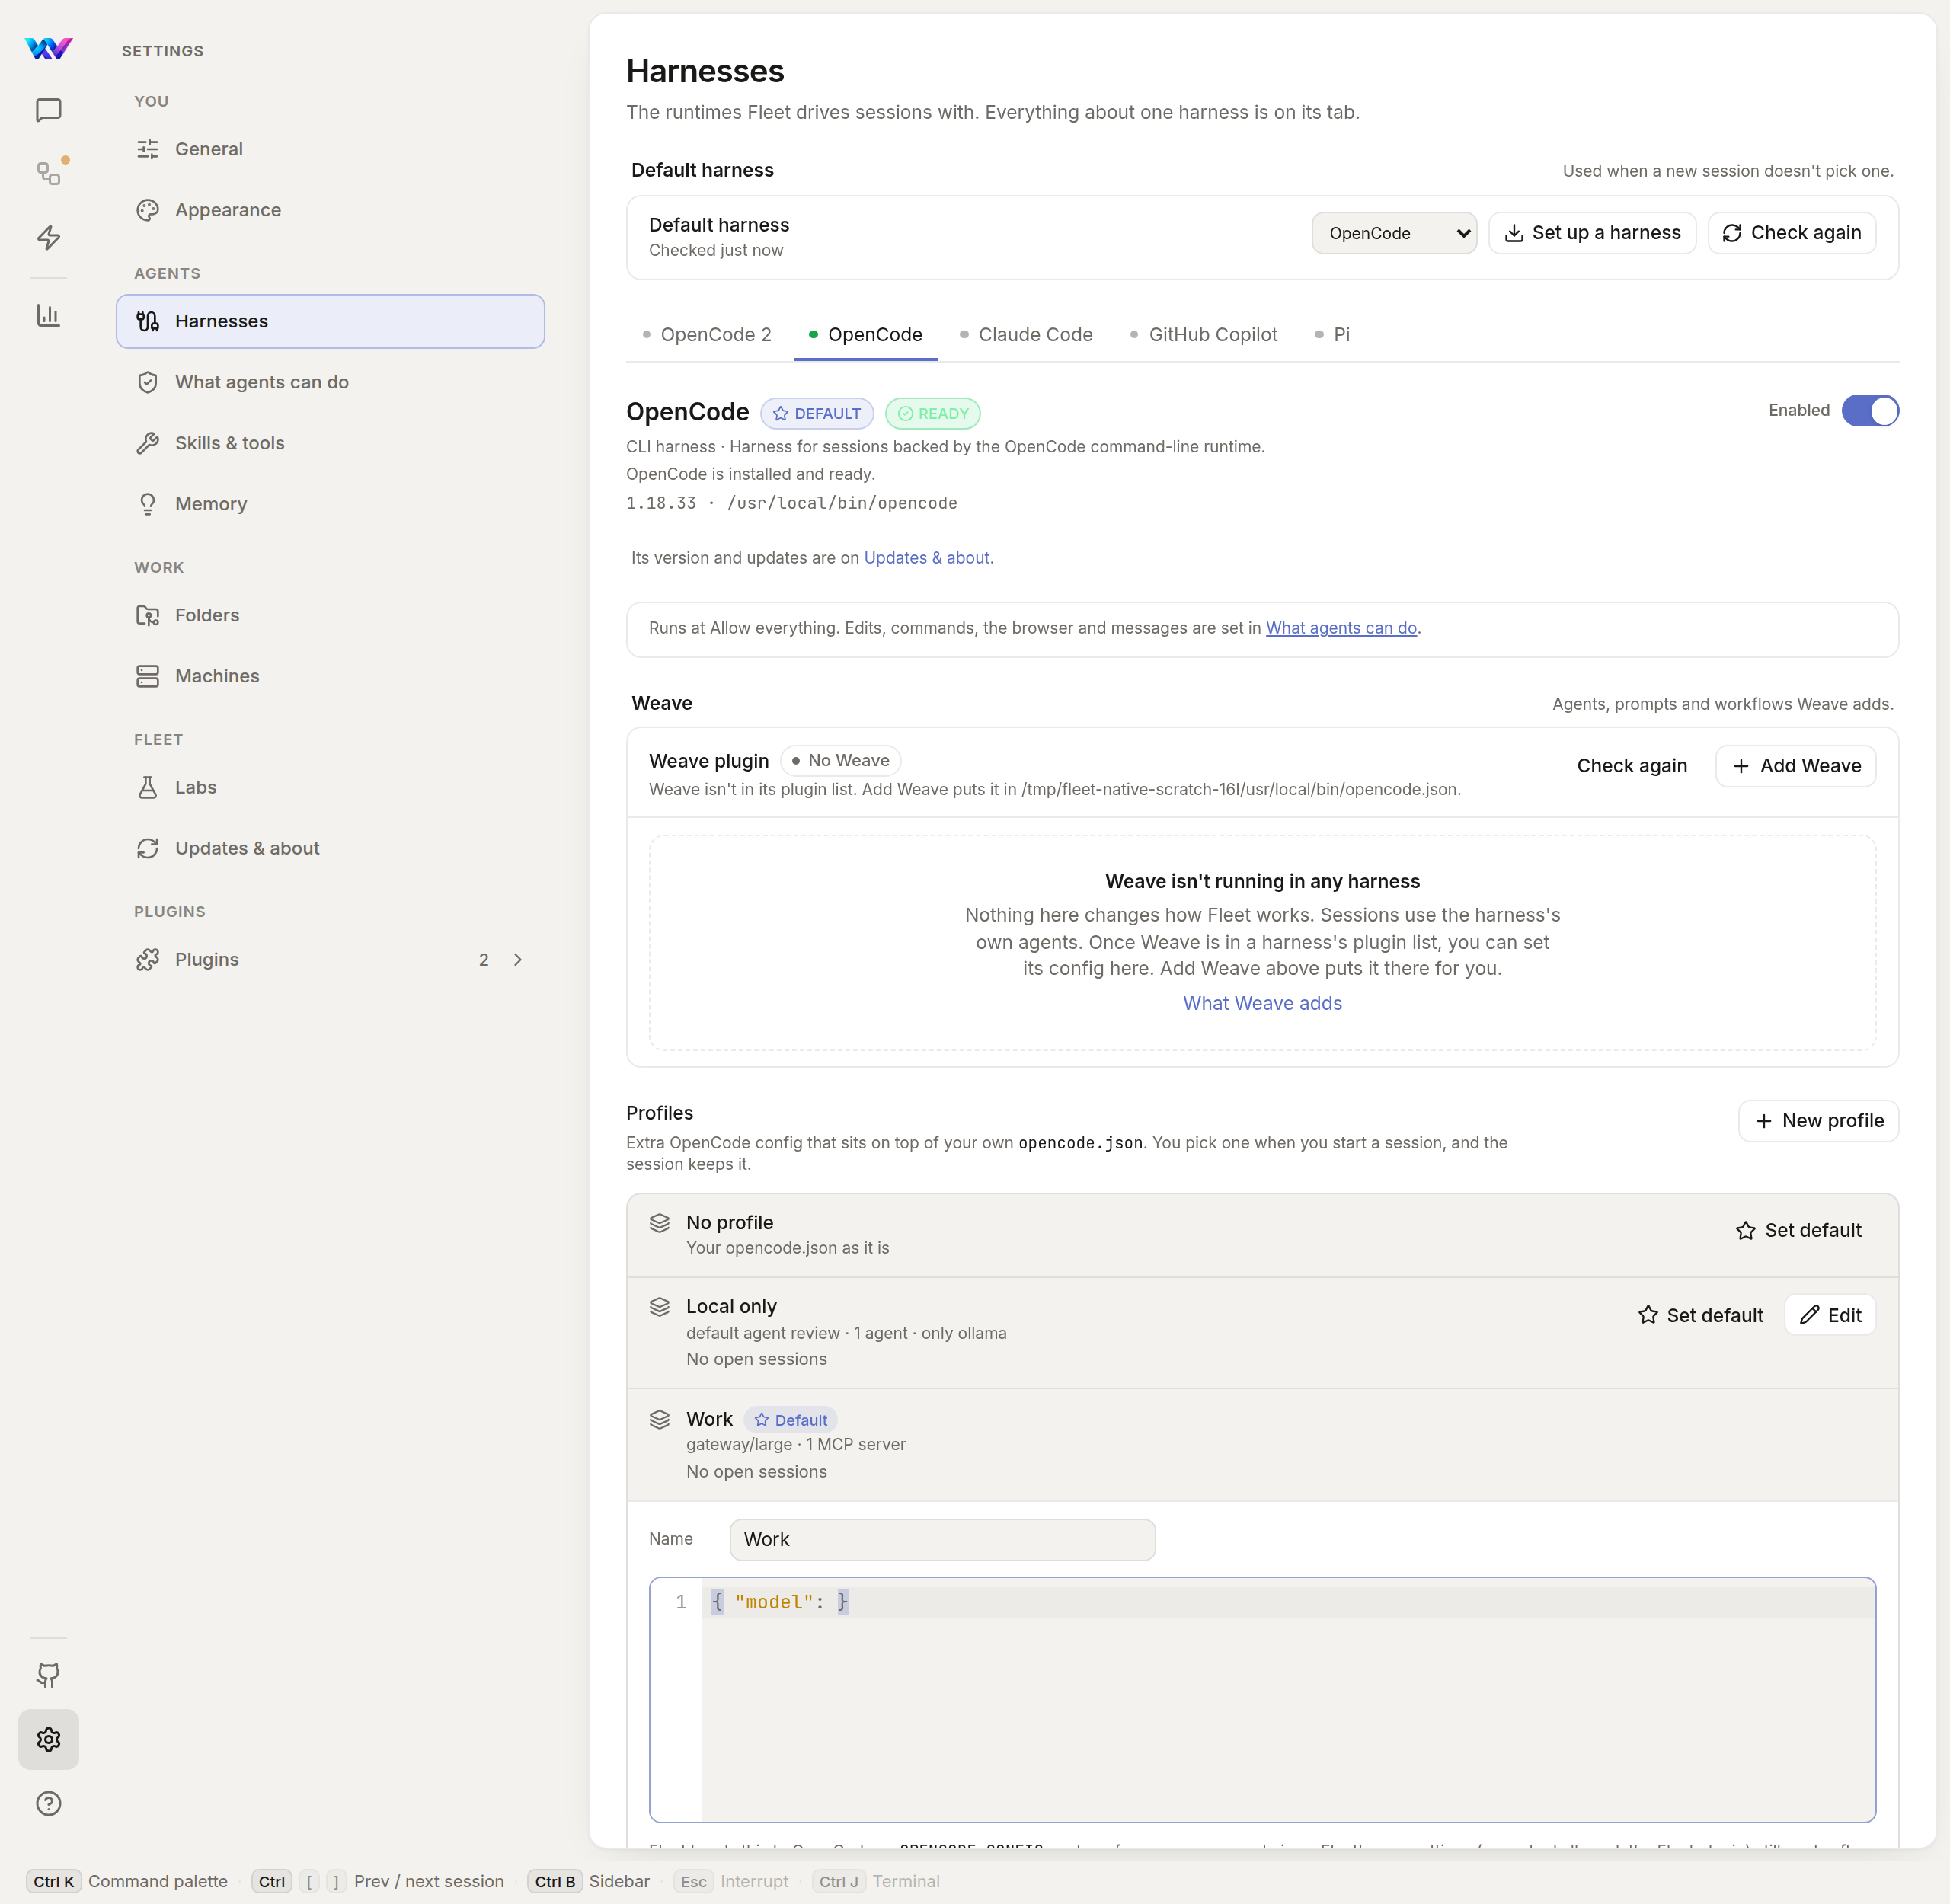 SETTINGS
YOU
General
Appearance
AGENTS
Harnesses
What agents can do
Skills & tools
Memory
WORK
Folders
Machines
FLEET
Labs
Updates & about
PLUGINS
Plugins 2
Harnesses
The runtimes Fleet drives sessions with. Everything about one harness is on its tab.
Default harness Used when a new session doesn't pick one.
Default harness
Checked just now
OpenCode Set up a harness Check again
OpenCode 2 OpenCode Claude Code GitHub Copilot Pi
OpenCode DEFAULT READY Enabled
CLI harness · Harness for sessions backed by the OpenCode command-line runtime.
OpenCode is installed and ready.
1.18.33 · /usr/local/bin/opencode
Its version and updates are on Updates & about.
Runs at Allow everything. Edits, commands, the browser and messages are set in What agents can do.
Weave Agents, prompts and workflows Weave adds.
Weave plugin No Weave Check again Add Weave
Weave isn't in its plugin list. Add Weave puts it in /tmp/fleet-native-scratch-16l/usr/local/bin/opencode.json.
Weave isn't running in any harness
Nothing here changes how Fleet works. Sessions use the harness's
own agents. Once Weave is in a harness's plugin list, you can set
its config here. Add Weave above puts it there for you.
What Weave adds
Profiles New profile
Extra OpenCode config that sits on top of your own opencode.json. You pick one when you start a session, and the
session keeps it.
No profile Set default
Your opencode.json as it is
Local only Set default Edit
default agent review · 1 agent · only ollama
No open sessions
Work Default
gateway/large · 1 MCP server
No open sessions
Name Work
1 { "model": }
Ctrl K Command palette Ctrl [ ] Prev / next session Ctrl B Sidebar Esc Interrupt Ctrl J Terminal